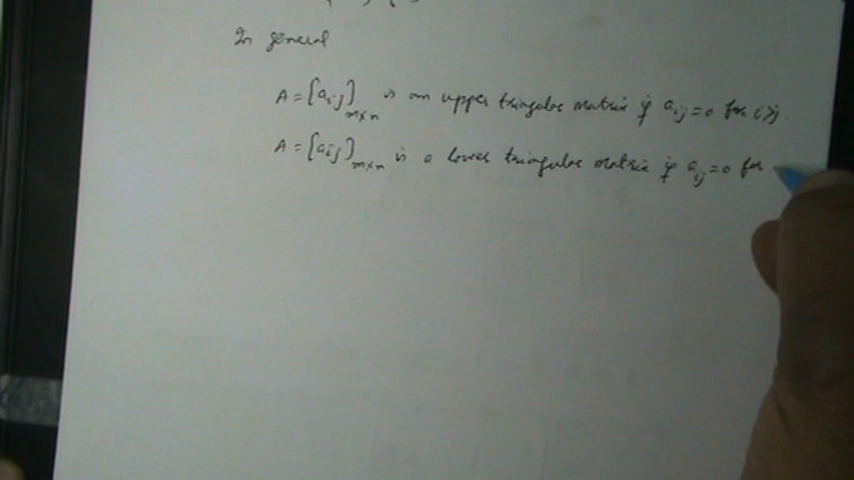 In general
A = [aij]m×n is an upper triangular matrix if aij = 0 for i>j.
A = [aij]m×n is a lower triangular matrix if aij = 0 for